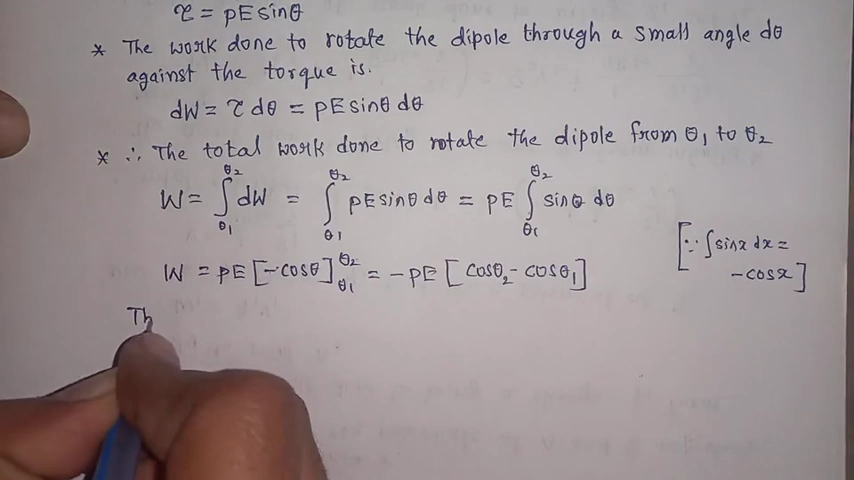 τ = pE sinθ
* The work done to rotate the dipole through a small angle dθ
against the torque is.
dW = τ dθ = pE sinθ dθ
* ∴ The total work done to rotate the dipole from θ₁ to θ₂
W = ∫θ₁^θ₂ dW = ∫θ₁^θ₂ pE sinθ dθ = pE ∫θ₁^θ₂ sinθ dθ
[∵ ∫sinx dx =
-cosx]
W = pE [-cosθ]θ₁^θ₂ = -pE [cosθ₂ - cosθ₁]
Th